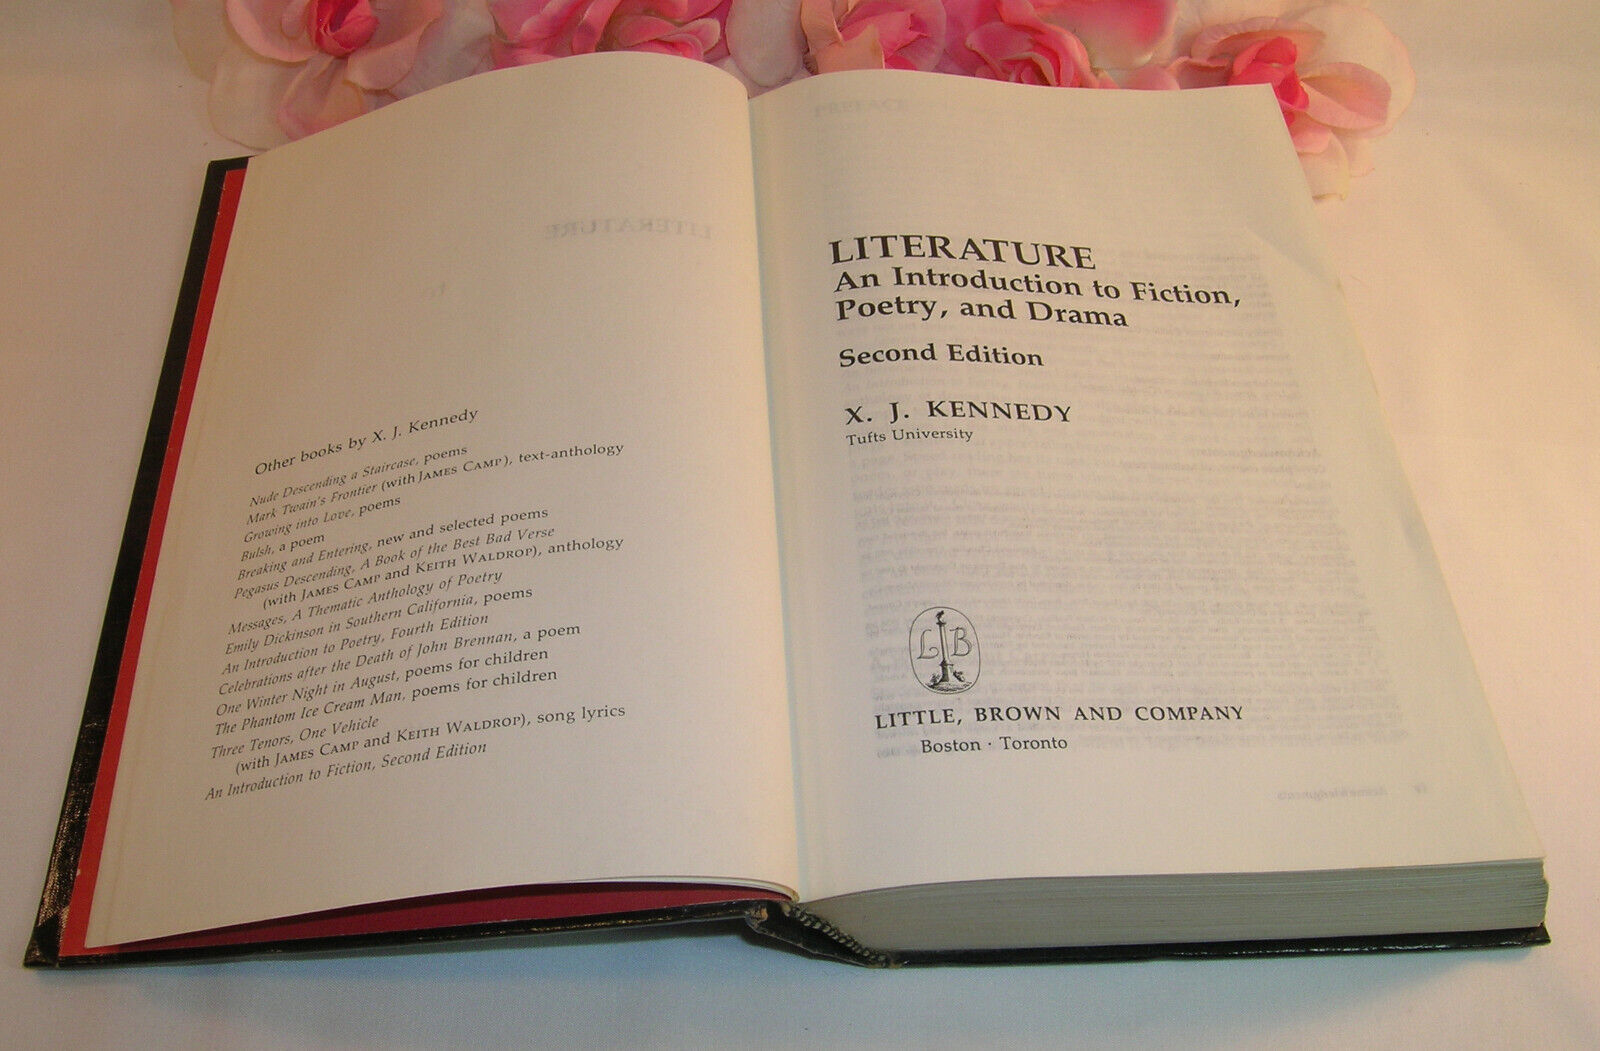 Other books by X. J. Kennedy
Nude Descending a Staircase, poems
Mark Twain's Frontier (with JAMES CAMP), text-anthology
Growing into Love, poems
Bulsh, a poem
Breaking and Entering, new and selected poems
Pegasus Descending, A Book of the Best Bad Verse
(with JAMES CAMP and KEITH WALDROP), anthology
Messages, A Thematic Anthology of Poetry
Emily Dickinson in Southern California, poems
An Introduction to Poetry, Fourth Edition
Celebrations after the Death of John Brennan, a poem
One Winter Night in August, poems for children
The Phantom Ice Cream Man, poems for children
Three Tenors, One Vehicle
(with JAMES CAMP and KEITH WALDROP), song lyrics
An Introduction to Fiction, Second Edition
LITERATURE
PREFACE
LITERATURE
An Introduction to Fiction,
Poetry, and Drama
Second Edition
X. J. KENNEDY
Tufts University
L B
LITTLE, BROWN AND COMPANY
Boston · Toronto